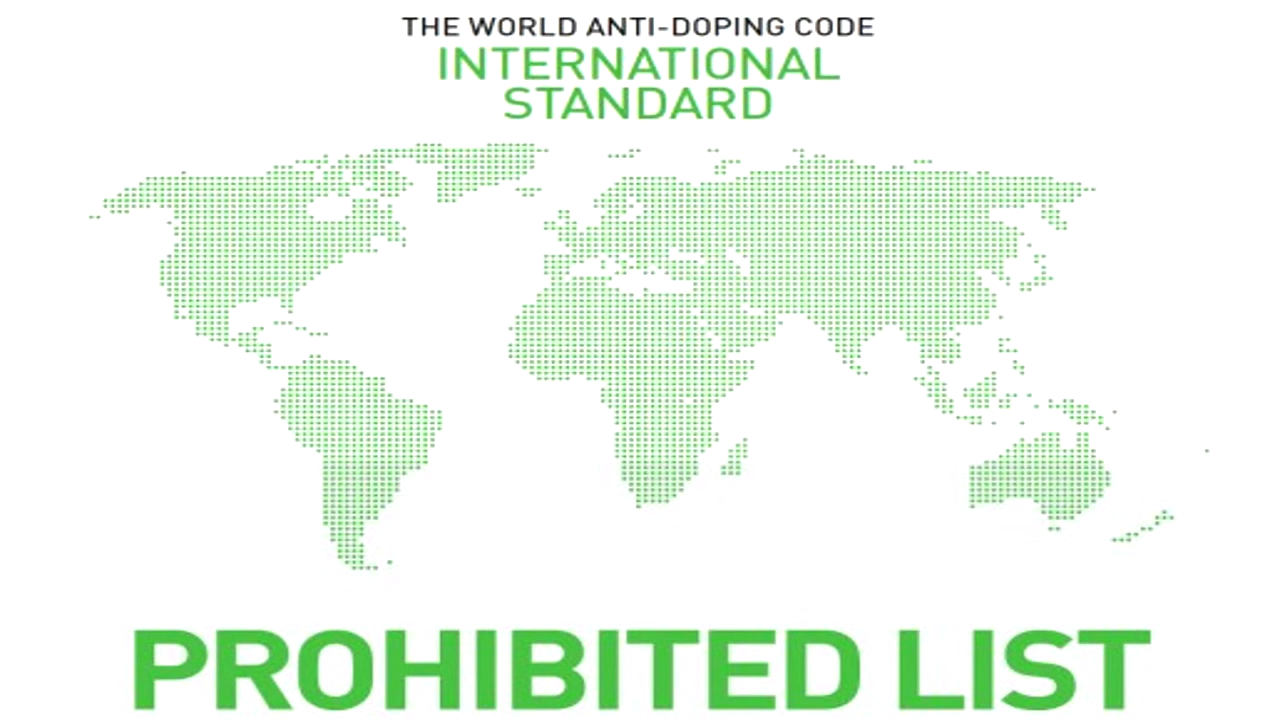 THE WORLD ANTI-DOPING CODE
INTERNATIONAL
STANDARD
PROHIBITED LIST